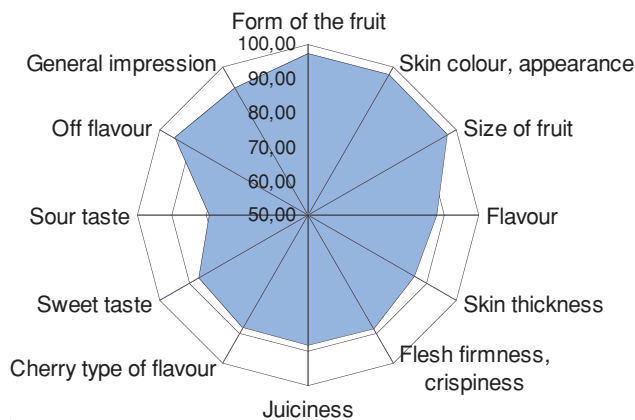 Form of the fruit
100,00
General impression
Skin colour, appearance
90,00
80,00
Off flavour
Size of fruit
70,00
60,00
Sour taste
50,00
Flavour
Sweet taste
Skin thickness
Cherry type of flavour
Flesh firmness,
crispiness
Juiciness